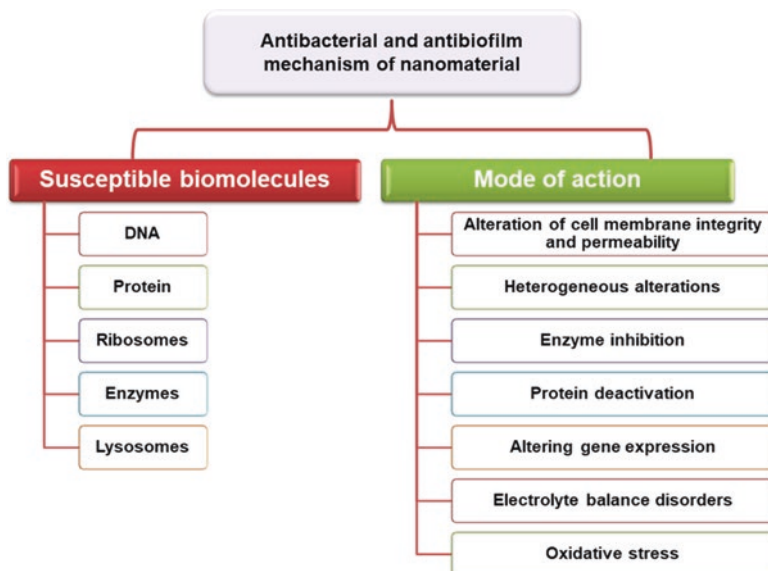 Antibacterial and antibiofilm
mechanism of nanomaterial
Susceptible biomolecules
DNA
Protein
Ribosomes
Enzymes
Lysosomes
Mode of action
Alteration of cell membrane integrity
and permeability
Heterogeneous alterations
Enzyme inhibition
Protein deactivation
Altering gene expression
Electrolyte balance disorders
Oxidative stress